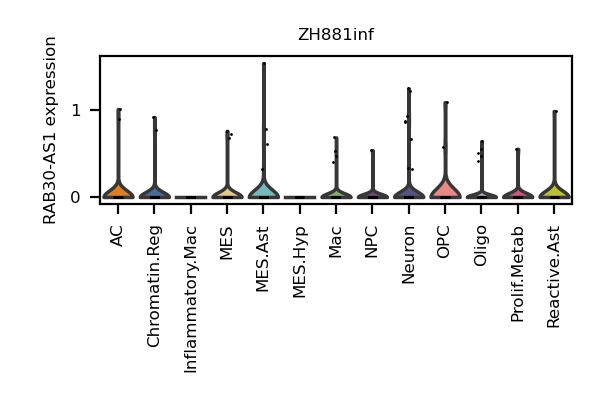 ZH881inf
RAB30-AS1 expression
1
0
AC
Chromatin.Reg
Inflammatory.Mac
MES
MES.Ast
MES.Hyp
Mac
NPC
Neuron
OPC
Oligo
Prolif.Metab
Reactive.Ast